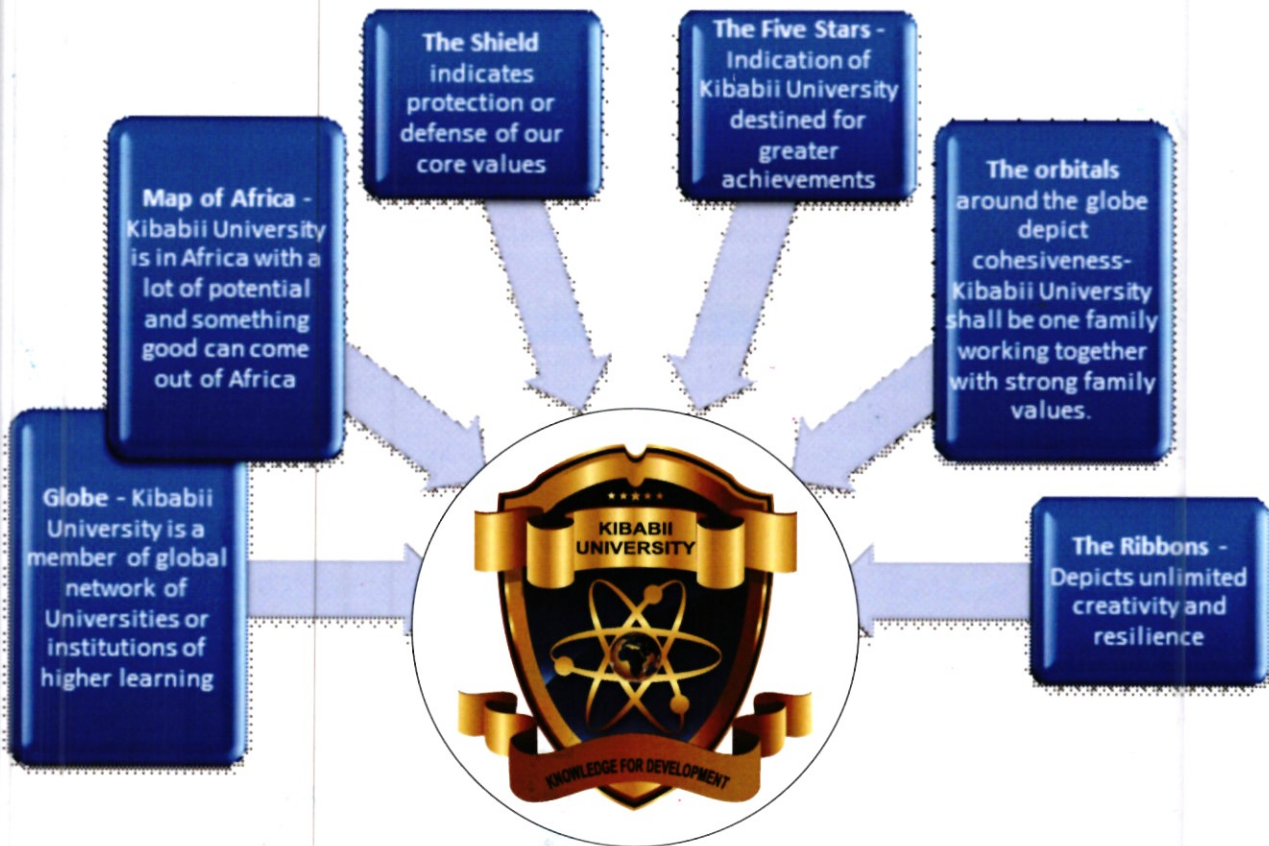 The Shield
indicates
protection or
defense of our
core values
The Five Stars -
Indication of
Kibabii University
destined for
greater
achievements
Map of Africa -
Kibabii University
is in Africa with a
lot of potential
and something
good can come
out of Africa
The orbitals
around the globe
depict
cohesiveness-
Kibabii University
shall be one family
working together
with strong family
values.
Globe - Kibabii
University is a
member of global
network of
Universities or
institutions of
higher learning
The Ribbons -
Depicts unlimited
creativity and
resilience
KIBABII
UNIVERSITY
KNOWLEDGE FOR DEVELOPMENT